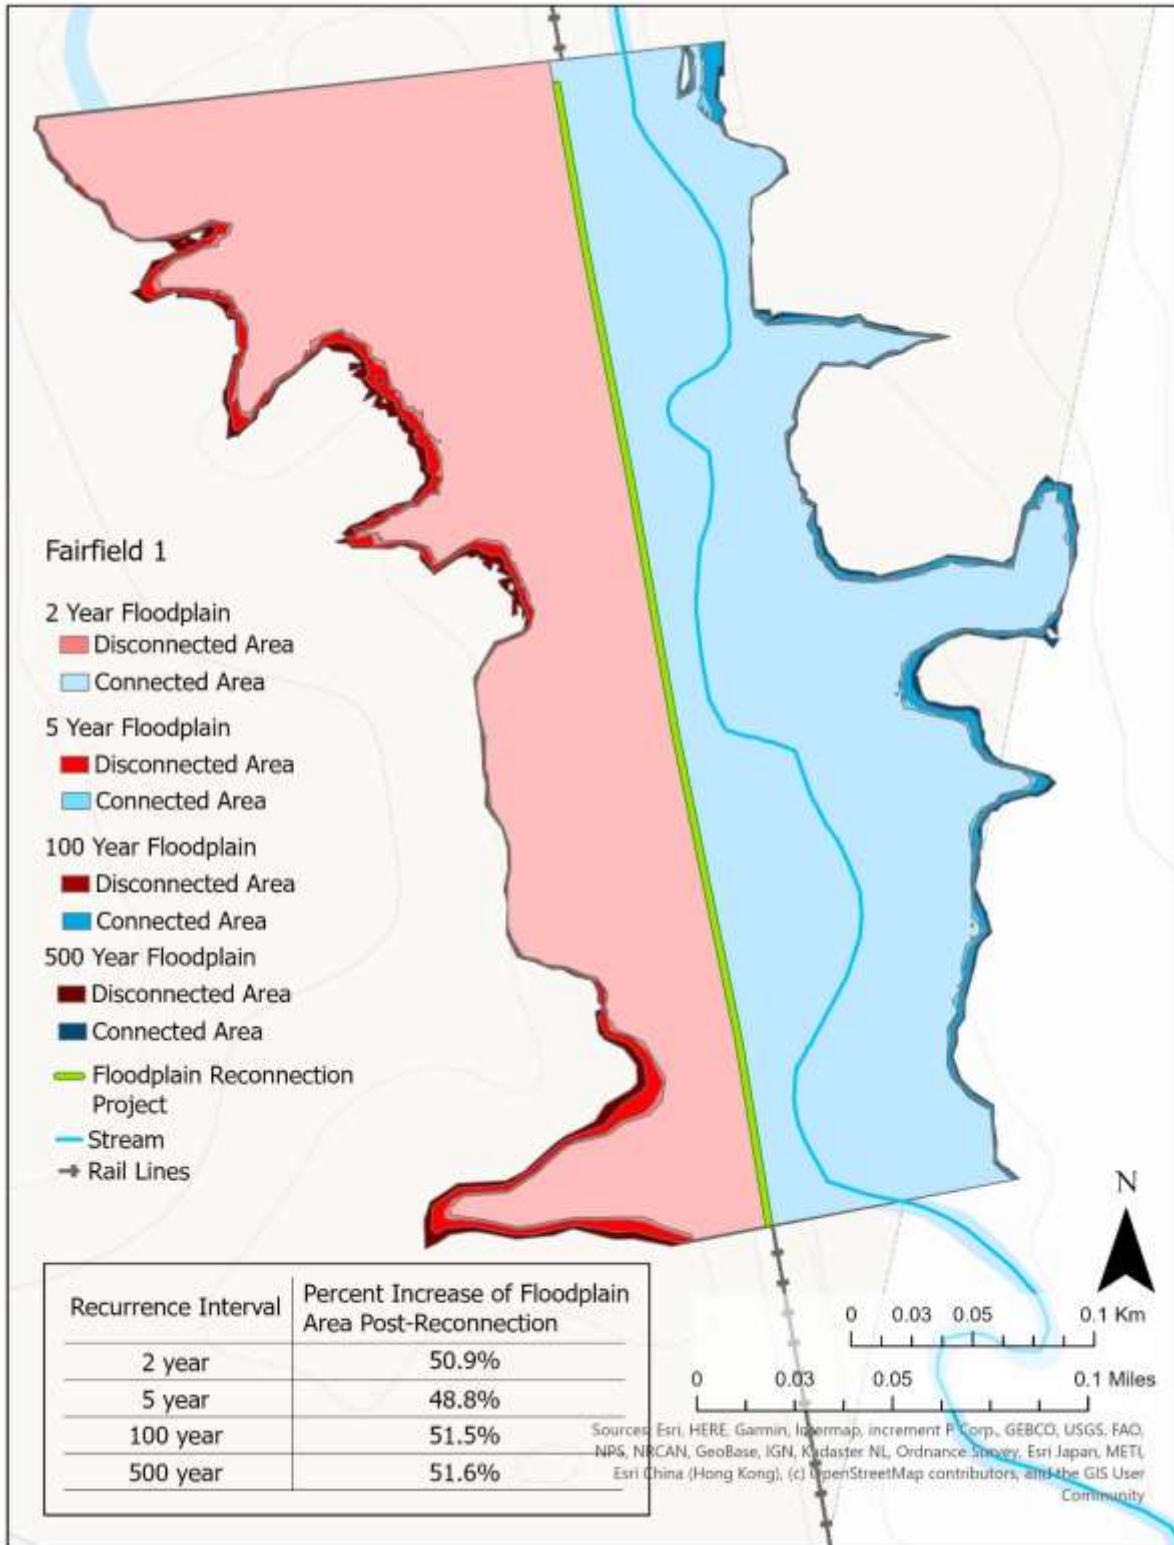 Fairfield 1
2 Year Floodplain
Disconnected Area
Connected Area
5 Year Floodplain
Disconnected Area
Connected Area
100 Year Floodplain
Disconnected Area
Connected Area
500 Year Floodplain
Disconnected Area
Connected Area
Floodplain Reconnection
Project
Stream
Rail Lines
N
0 0.03 0.05 0.1 Km
0 0.03 0.05 0.1 Miles
Recurrence Interval Percent Increase of Floodplain
Area Post-Reconnection
2 year 50.9%
5 year 48.8%
100 year 51.5%
500 year 51.6%
Sources: Esri, HERE, Garmin, Intermap, increment P Corp., GEBCO, USGS, FAO,
NPS, NRCAN, GeoBase, IGN, Kadaster NL, Ordnance Survey, Esri Japan, METI,
Esri China (Hong Kong), (c) OpenStreetMap contributors, and the GIS User
Community